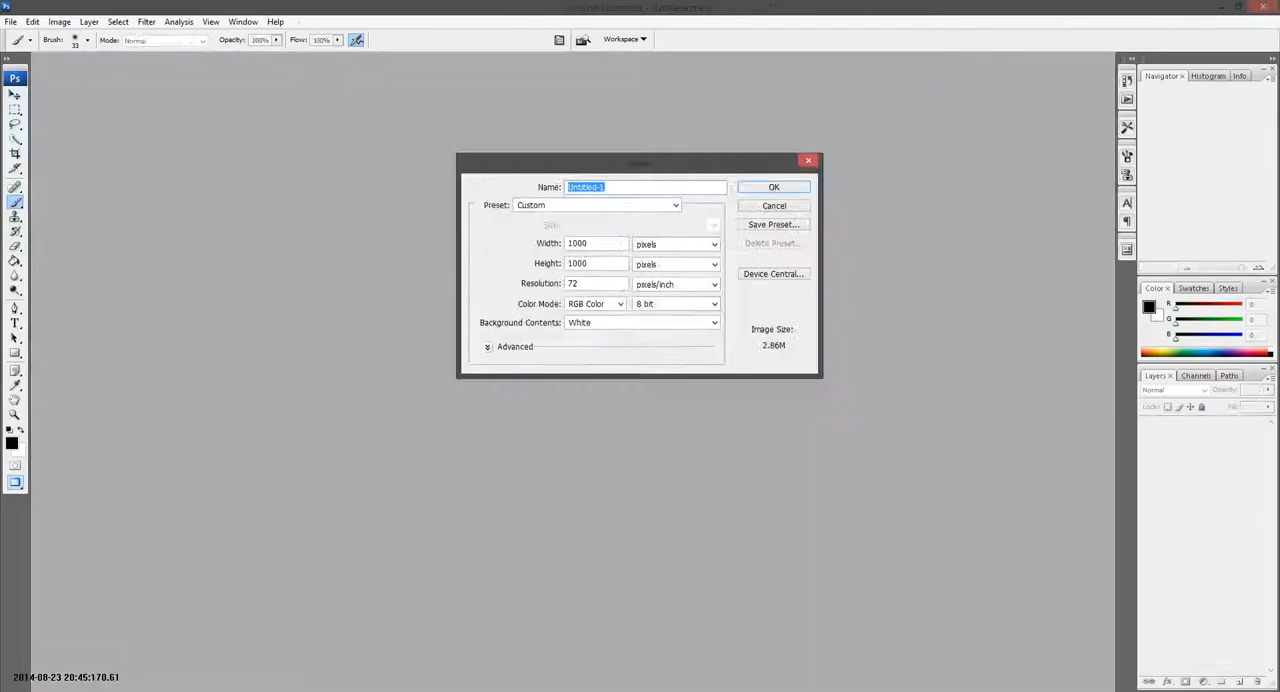 Ps
File Edit Image Layer Select Filter Analysis View Window Help
Brush: 33 Mode: Normal Opacity: 100% Flow: 100% Workspace
Ps
Navigator × Histogram Info
Name: Untitled-1 OK
Preset: Custom Cancel
Size: Save Preset...
Width: 1000 pixels Delete Preset...
Height: 1000 pixels
Device Central...
Resolution: 72 pixels/inch
Color Mode: RGB Color 8 bit
Background Contents: White
Image Size:
Advanced 2.86M
Color × Swatches Styles
R 0
G 0
B 0
Layers × Channels Paths
Normal Opacity:
Lock: Fill:
2014-08-23 20:45:170.61